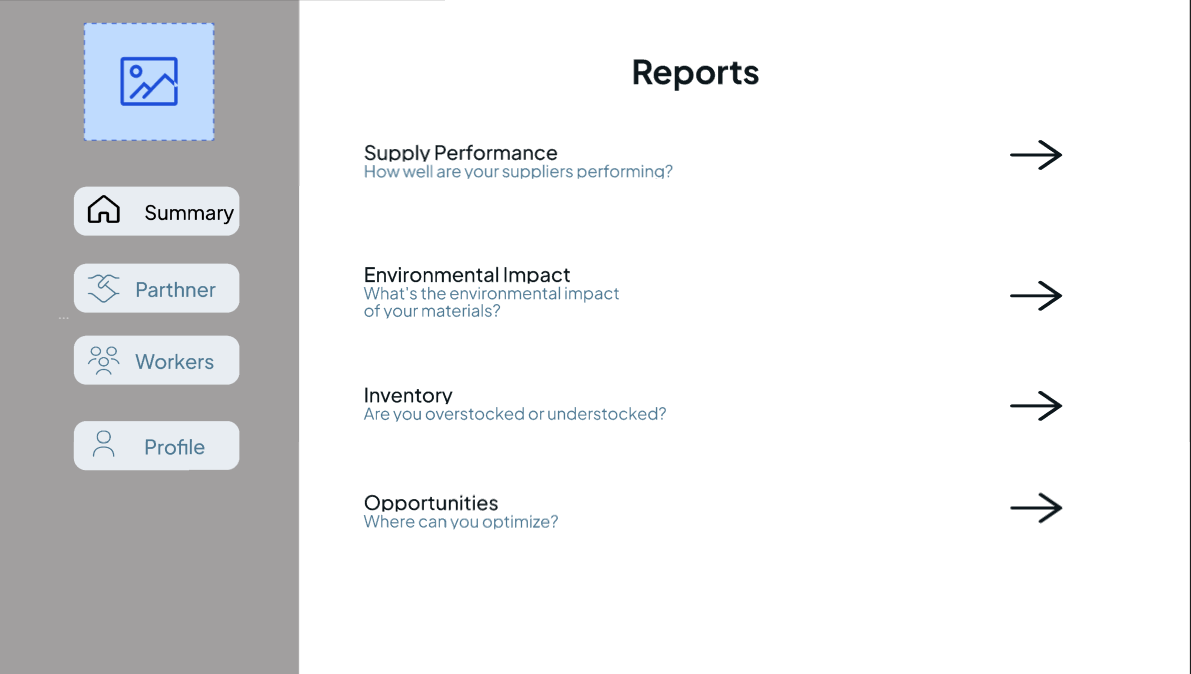 Reports
Summary
Parthner
Workers
Profile
Supply Performance
How well are your suppliers performing?
Environmental Impact
What's the environmental impact
of your materials?
Inventory
Are you overstocked or understocked?
Opportunities
Where can you optimize?